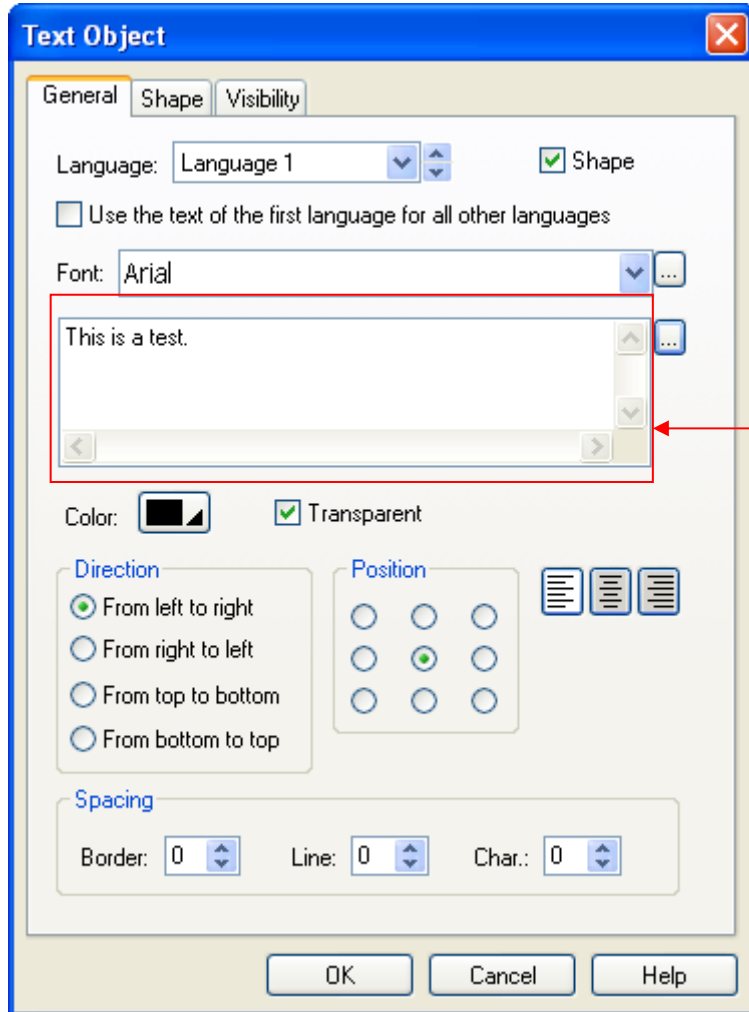 Text Object
General Shape Visibility
Language: Language 1 Shape
Use the text of the first language for all other languages
Font: Arial ...
This is a test. ...
Color: Transparent
Direction
From left to right
From right to left
From top to bottom
From bottom to top
Position
Spacing
Border: 0 Line: 0 Char.: 0
OK Cancel Help